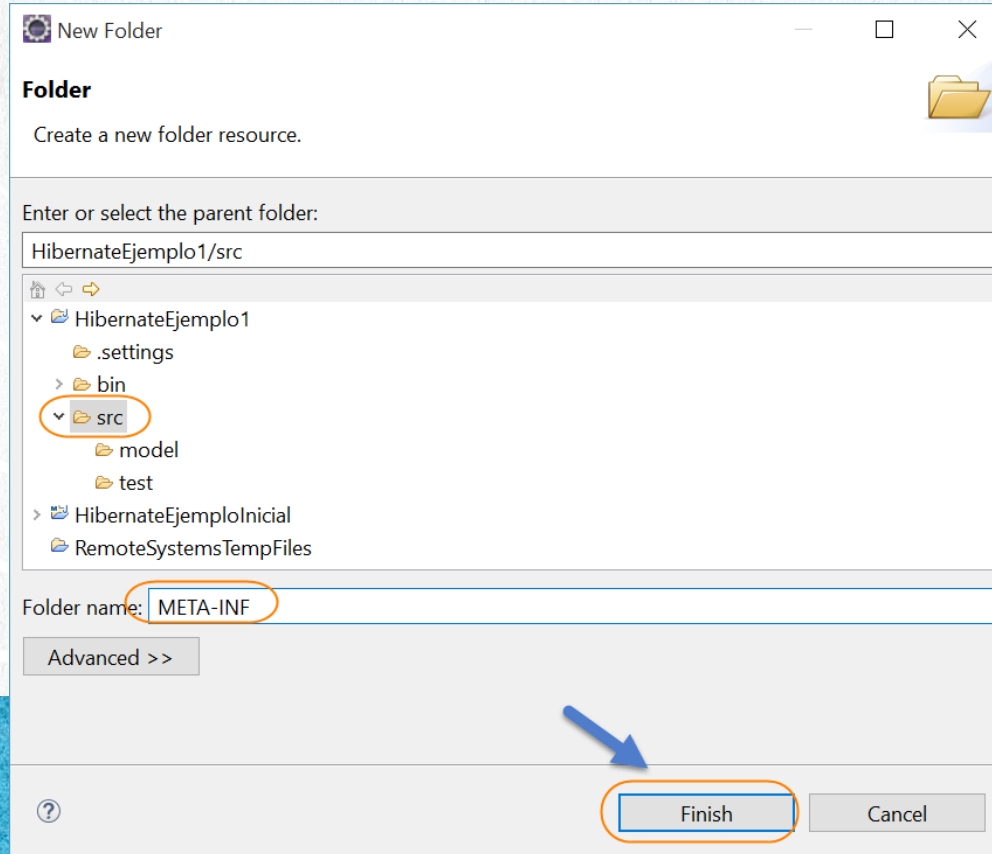 New Folder
Folder
Create a new folder resource.
Enter or select the parent folder:
HibernateEjemplo1/src
HibernateEjemplo1
.settings
bin
src
model
test
HibernateEjemploInicial
RemoteSystemsTempFiles
Folder name: META-INF
Advanced >>
Finish Cancel